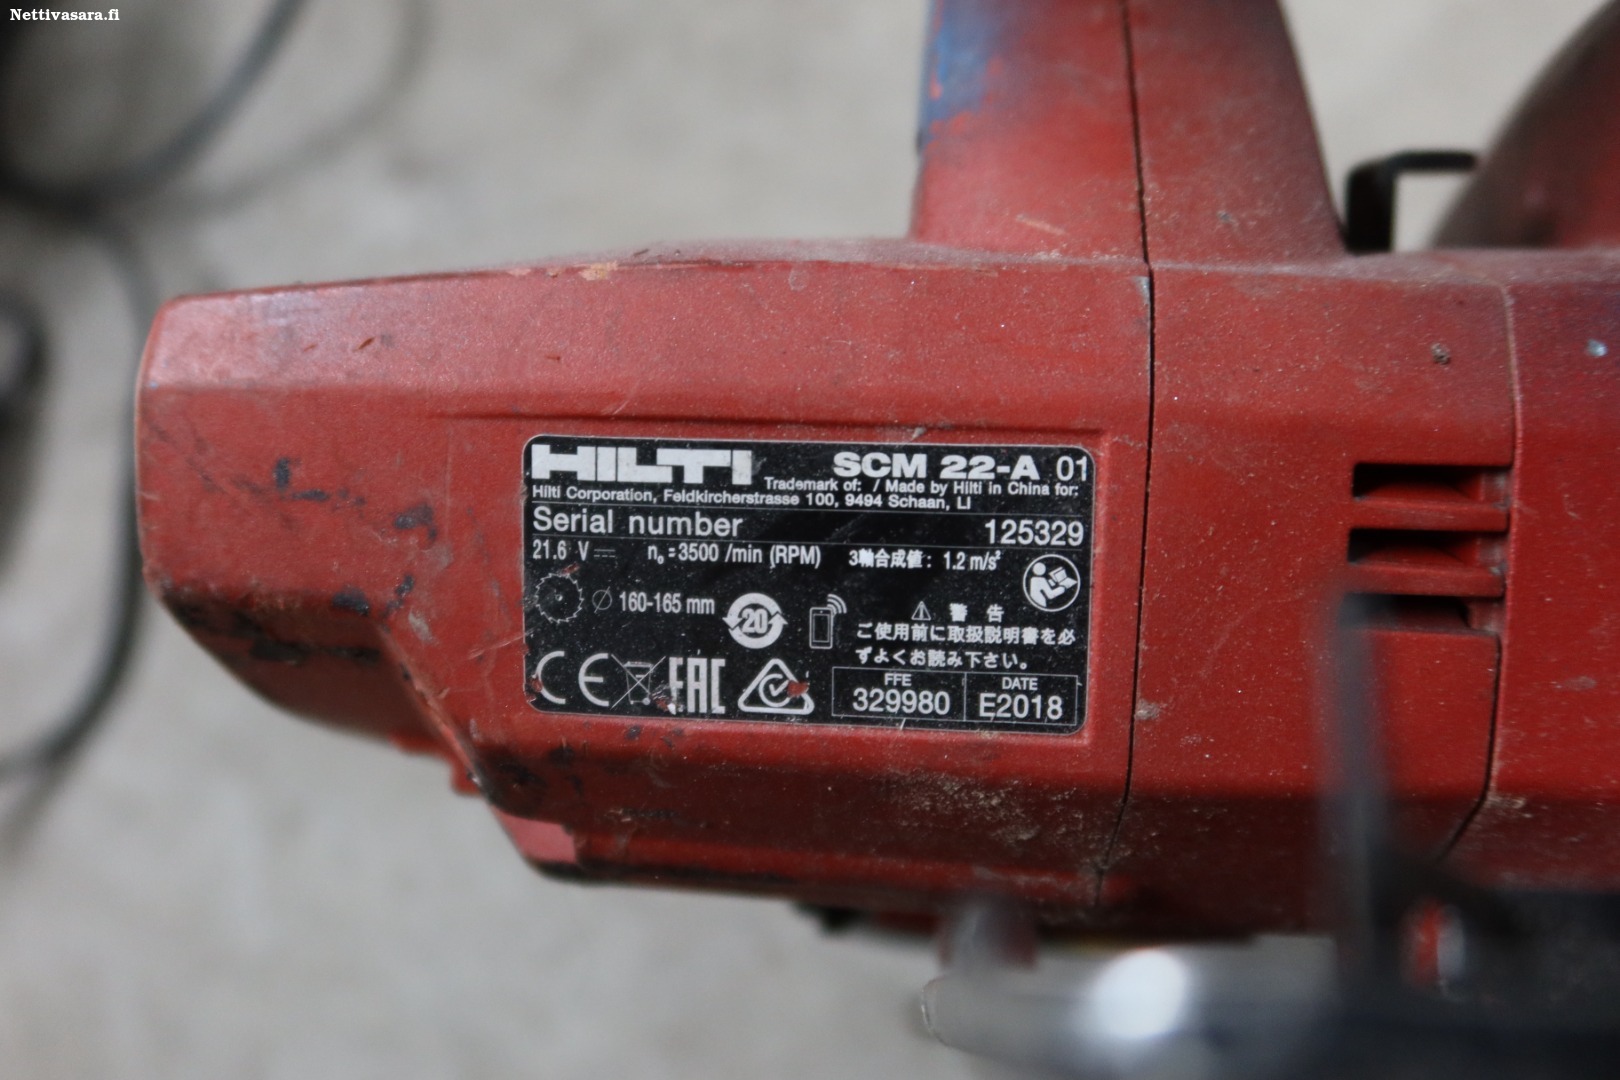 Nettivasara.fi
HILTI SCM 22-A 01
Trademark of: / Made by Hilti in China for:
Hilti Corporation, Feldkircherstrasse 100, 9494 Schaan, LI
Serial number 125329
21.6 V n₀ = 3500 /min (RPM) 3軸合成値: 1.2 m/s²
∅ 160-165 mm 20
⚠ 警 告
ご使用前に取扱説明書を必
ずよくお読み下さい。
CE EAC
FFE DATE
329980 E2018